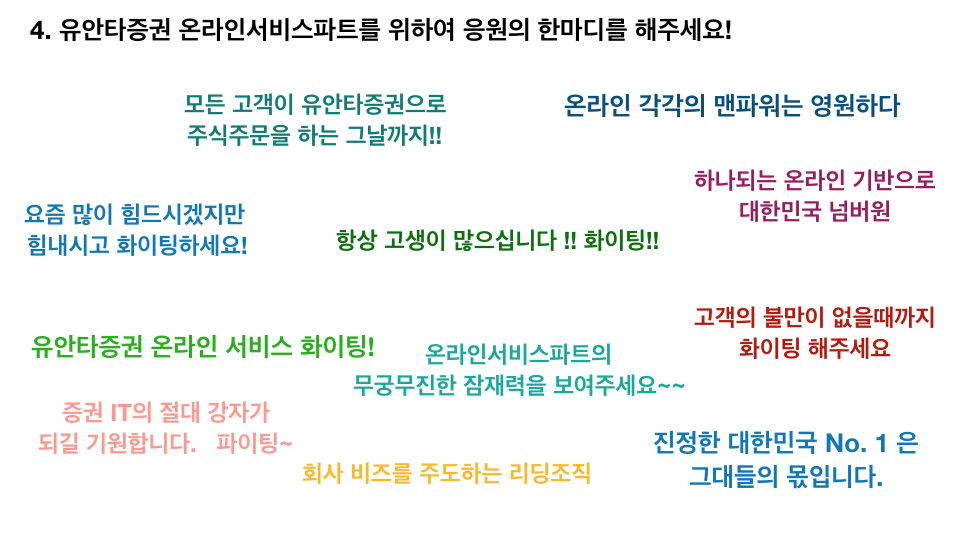 4. 유안타증권 온라인서비스파트를 위하여 응원의 한마디를 해주세요!
모든 고객이 유안타증권으로
주식주문을 하는 그날까지!!
온라인 각각의 맨파워는 영원하다
하나되는 온라인 기반으로
대한민국 넘버원
요즘 많이 힘드시겠지만
힘내시고 화이팅하세요!
항상 고생이 많으십니다 !! 화이팅!!
고객의 불만이 없을때까지
화이팅 해주세요
유안타증권 온라인 서비스 화이팅!
온라인서비스파트의
무궁무진한 잠재력을 보여주세요~~
증권 IT의 절대 강자가
되길 기원합니다. 파이팅~
진정한 대한민국 No. 1 은
그대들의 몫입니다.
회사 비즈를 주도하는 리딩조직